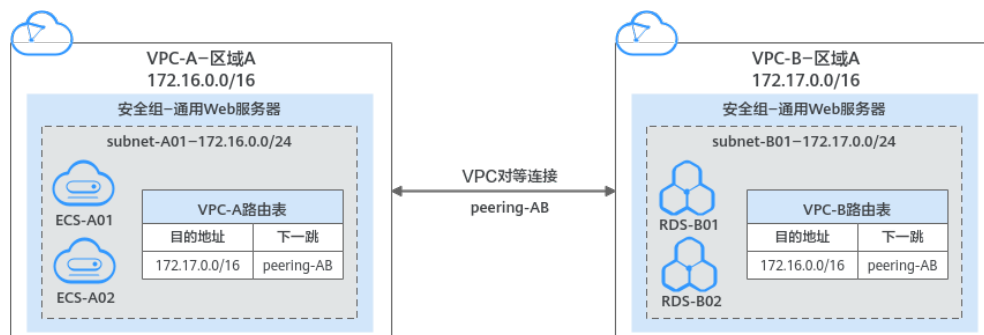 VPC-A-区域A
172.16.0.0/16
安全组-通用Web服务器
subnet-A01-172.16.0.0/24
ECS-A01
ECS-A02
VPC-A路由表
目的地址 下一跳
172.17.0.0/16 peering-AB
VPC对等连接
peering-AB
VPC-B-区域A
172.17.0.0/16
安全组-通用Web服务器
subnet-B01-172.17.0.0/24
RDS-B01
RDS-B02
VPC-B路由表
目的地址 下一跳
172.16.0.0/16 peering-AB